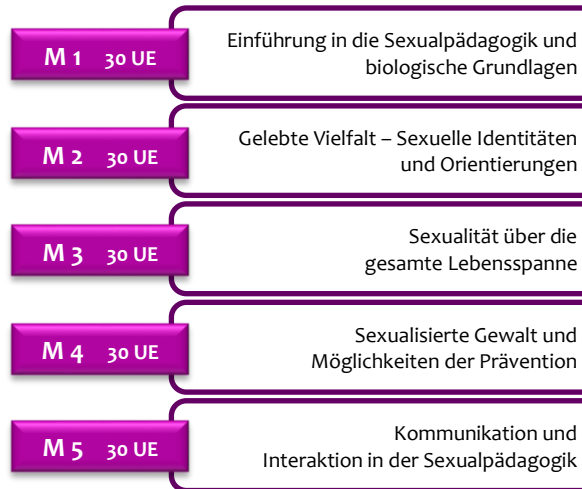 M 1 30 UE
Einführung in die Sexualpädagogik und
biologische Grundlagen
M 2 30 UE
Gelebte Vielfalt – Sexuelle Identitäten
und Orientierungen
M 3 30 UE
Sexualität über die
gesamte Lebensspanne
M 4 30 UE
Sexualisierte Gewalt und
Möglichkeiten der Prävention
M 5 30 UE
Kommunikation und
Interaktion in der Sexualpädagogik